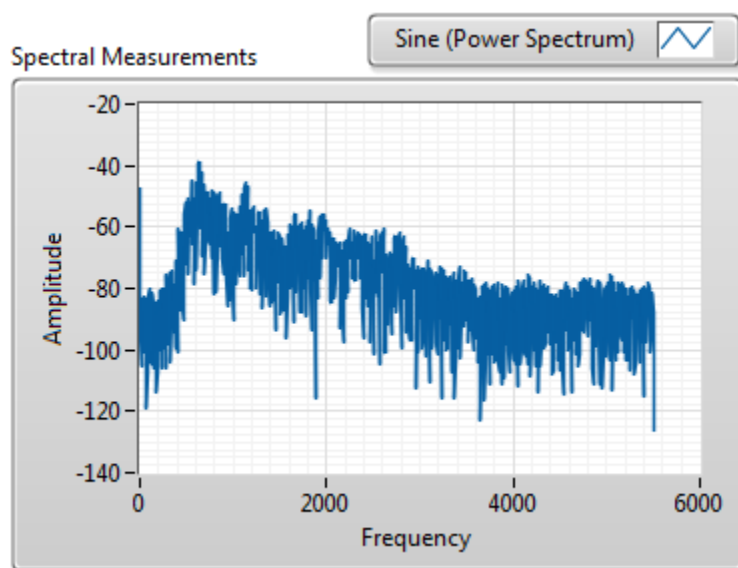 Sine (Power Spectrum)
Spectral Measurements
-20
-40
-60
-80
-100
-120
-140
Amplitude
0 2000 4000 6000
Frequency